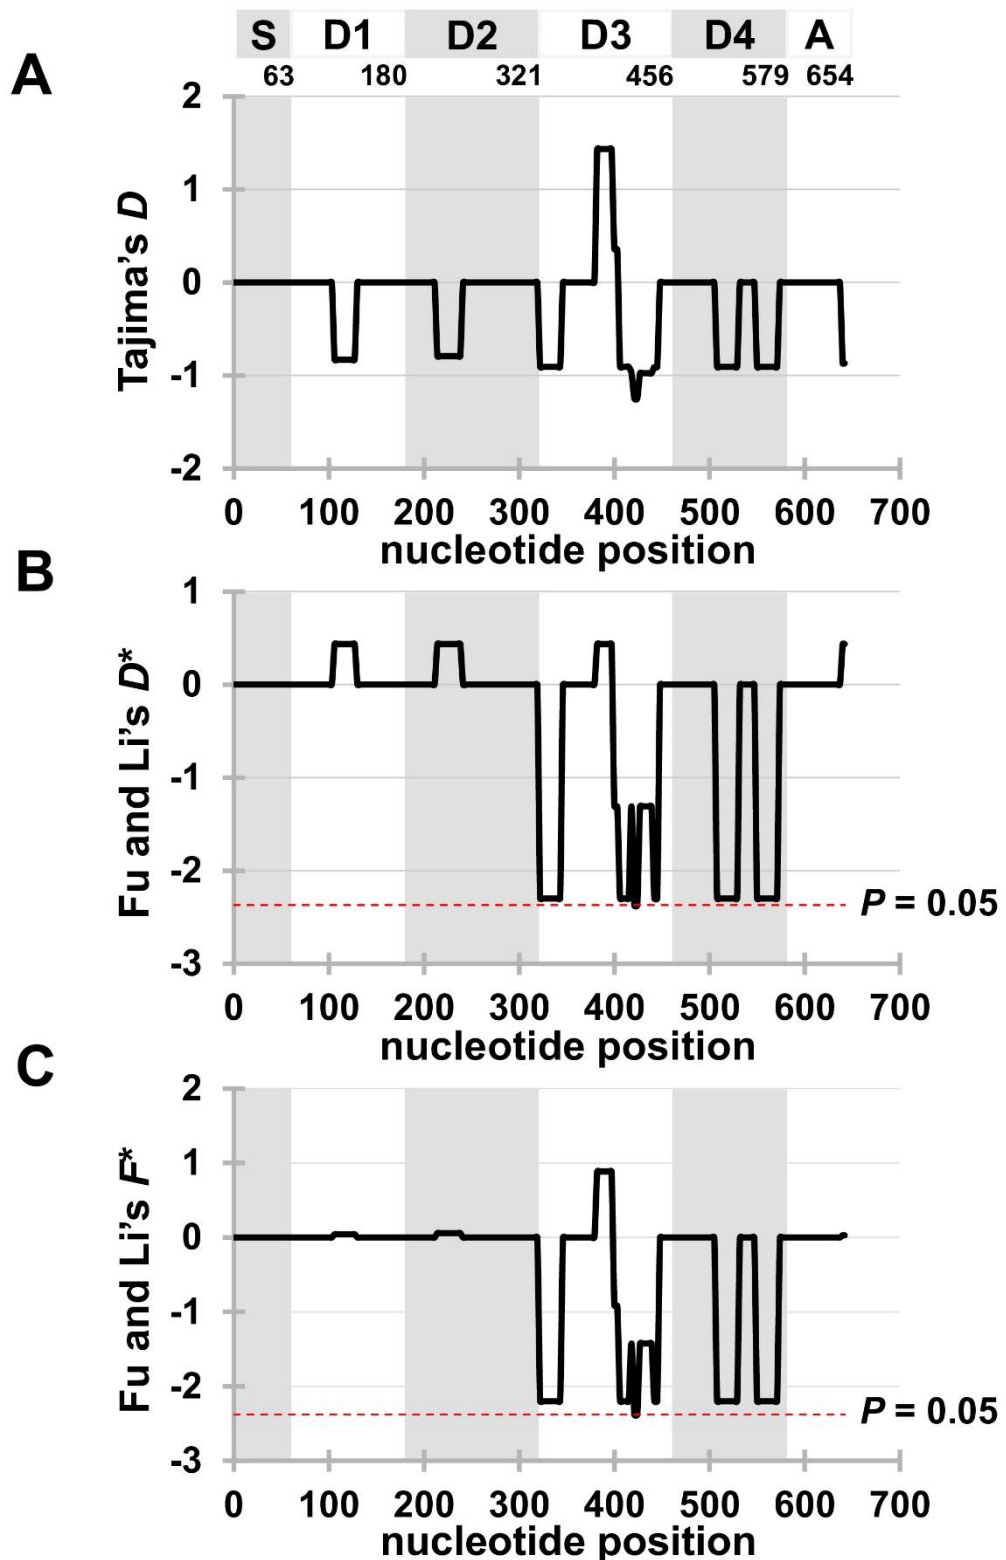 A
S D1 D2 D3 D4 A
63 180 321 456 579 654
Tajima's D
2
1
0
-1
-2
0 100 200 300 400 500 600 700
nucleotide position
B
Fu and Li's D*
1
0
-1
-2
-3
P = 0.05
0 100 200 300 400 500 600 700
nucleotide position
C
Fu and Li's F*
2
1
0
-1
-2
-3
P = 0.05
0 100 200 300 400 500 600 700
nucleotide position